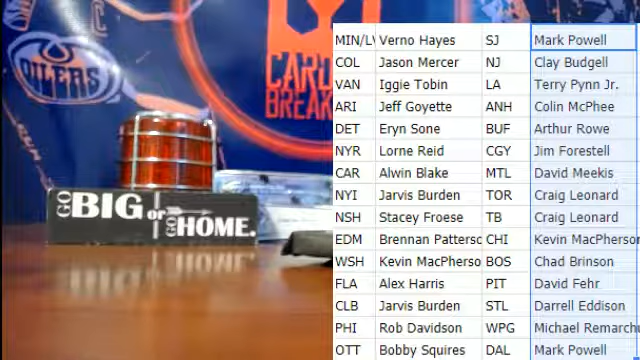 OILERS
CARD
BREAK
GO BIG or GO HOME.
MIN/LV Verno Hayes SJ Mark Powell
COL Jason Mercer NJ Clay Budgell
VAN Iggie Tobin LA Terry Pynn Jr.
ARI Jeff Goyette ANH Colin McPhee
DET Eryn Sone BUF Arthur Rowe
NYR Lorne Reid CGY Jim Forestell
CAR Alwin Blake MTL David Meekis
NYI Jarvis Burden TOR Craig Leonard
NSH Stacey Froese TB Craig Leonard
EDM Brennan Patterso CHI Kevin MacPherson
WSH Kevin MacPherso BOS Chad Brinson
FLA Alex Harris PIT David Fehr
CLB Jarvis Burden STL Darrell Eddison
PHI Rob Davidson WPG Michael Remarch
OTT Bobby Squires DAL Mark Powell